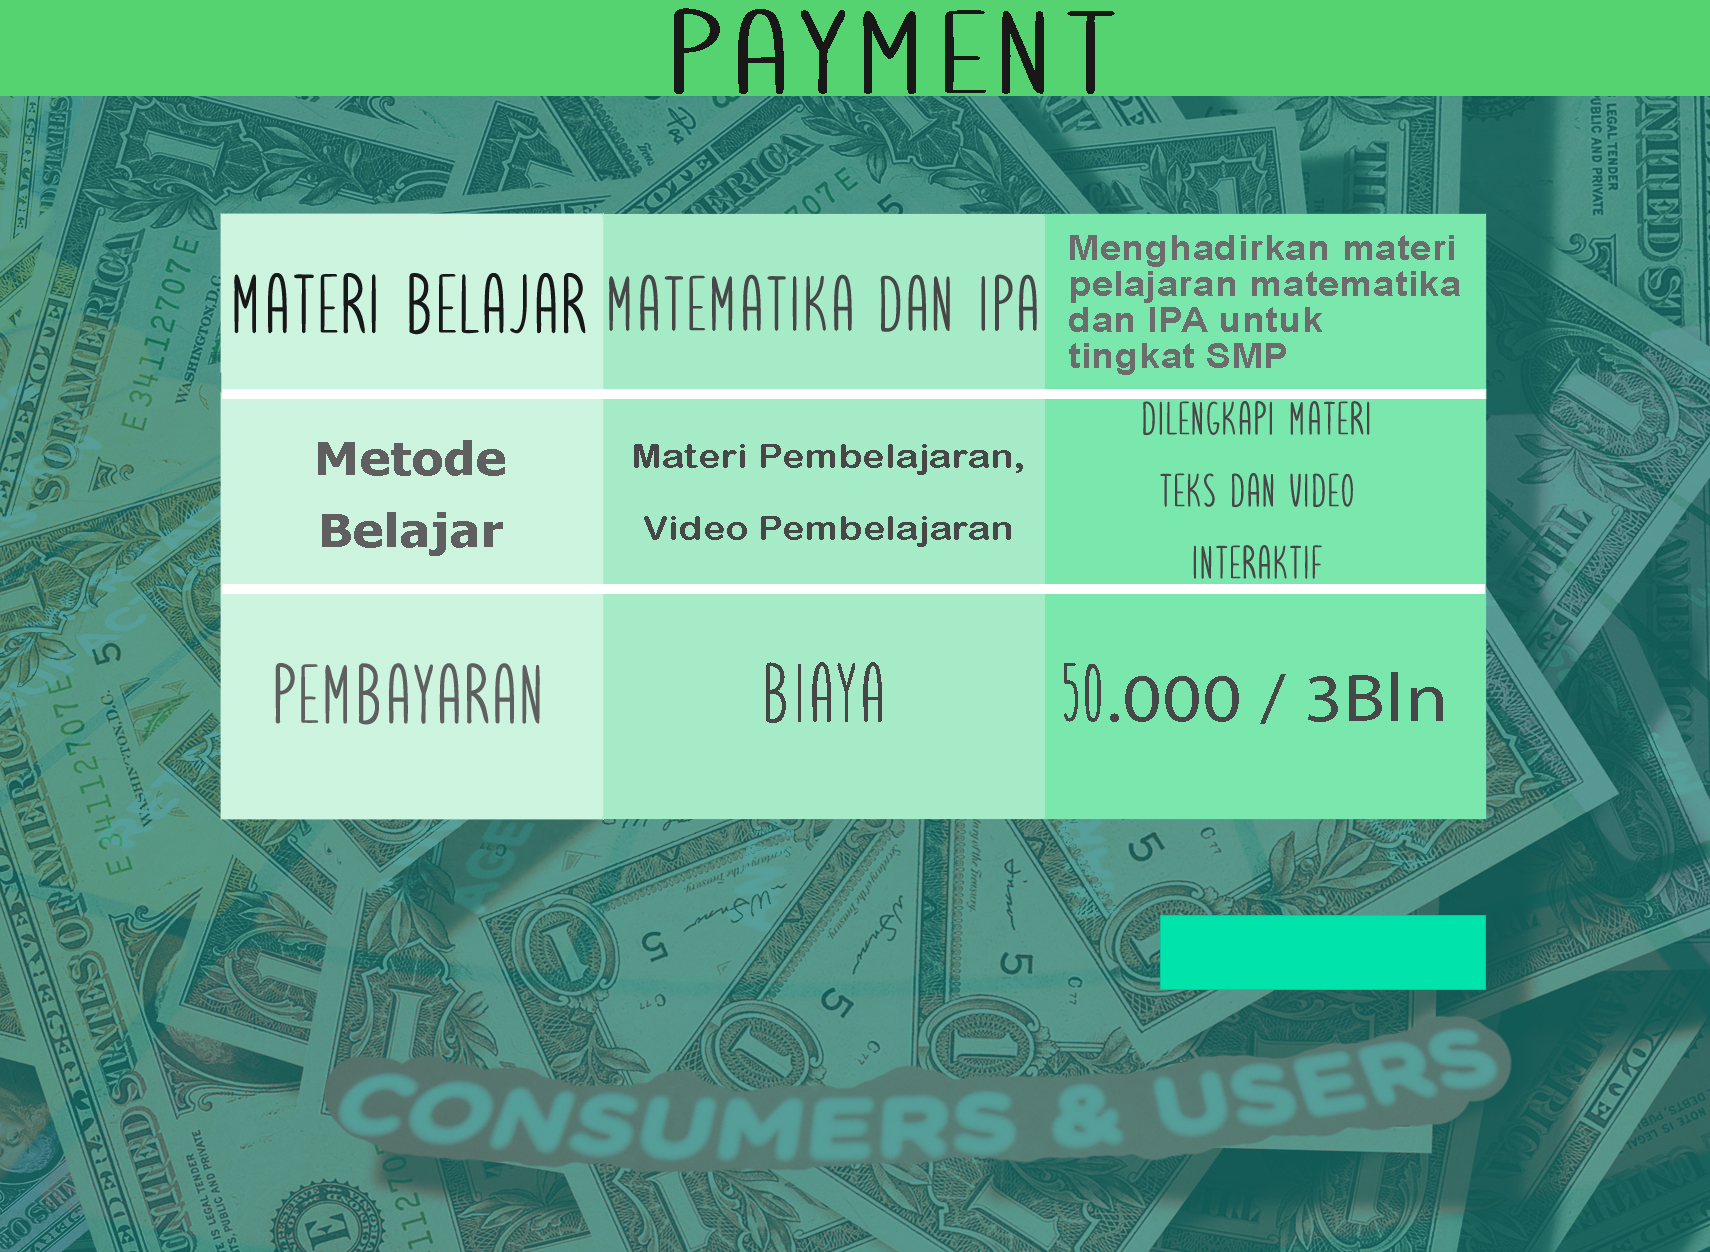 PAYMENT
MATERI BELAJAR
MATEMATIKA DAN IPA
Menghadirkan materi
pelajaran matematika
dan IPA untuk
tingkat SMP
Metode
Belajar
Materi Pembelajaran,
Video Pembelajaran
DILENGKAPI MATERI
TEKS DAN VIDEO
INTERAKTIF
PEMBAYARAN
BIAYA
50.000 / 3Bln
CONSUMERS & USERS